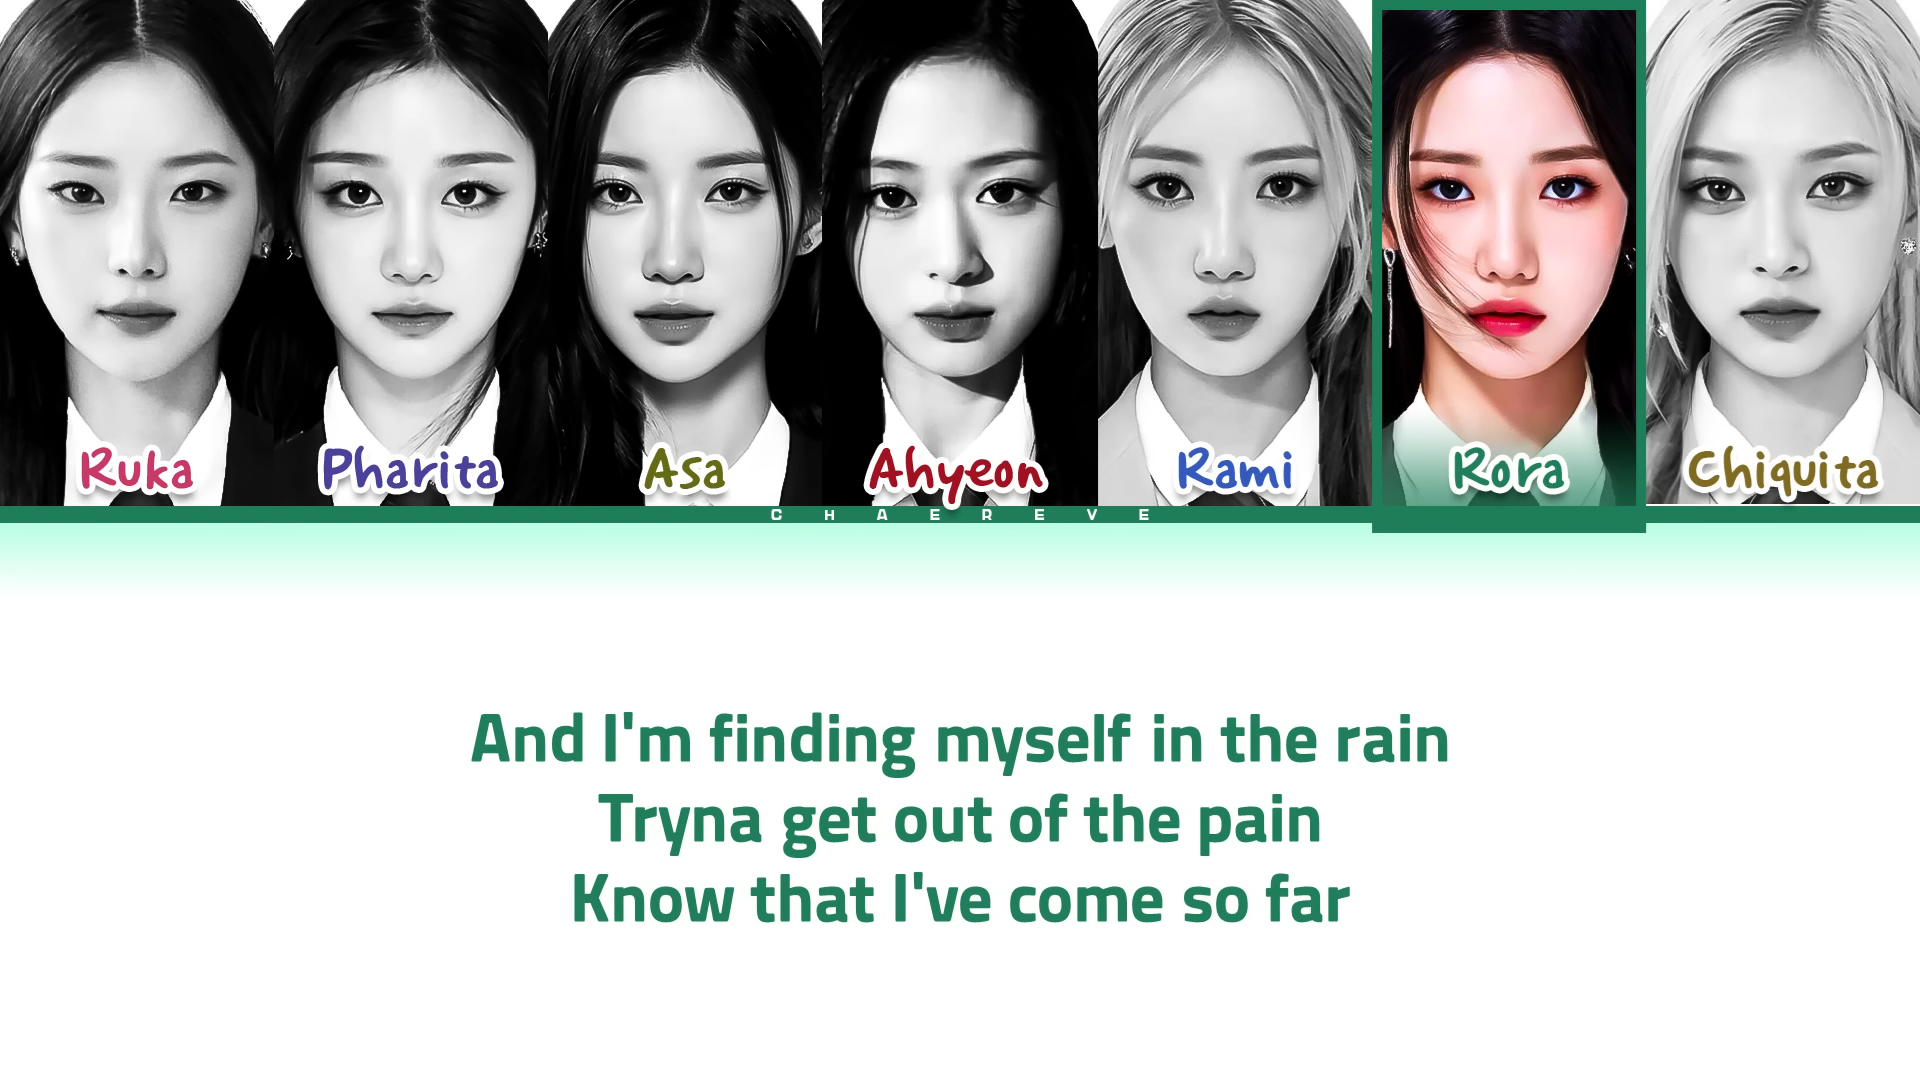 Ruka
Pharita
Asa
Ahyeon
Rami
Rora
Chiquita
CHAEREVE
And I'm finding myself in the rain
Tryna get out of the pain
Know that I've come so far